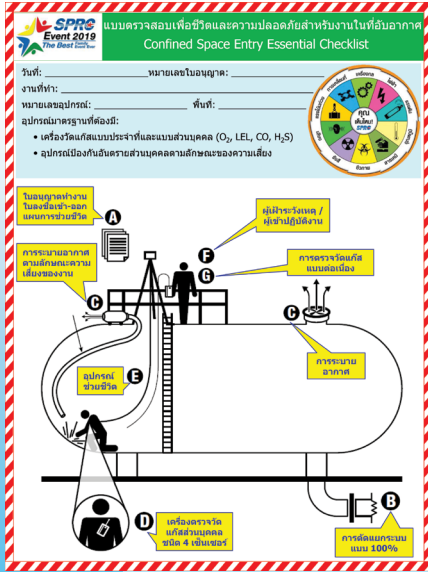 SPRC
Event 2019
The Best Family Event Ever
แบบตรวจสอบเพื่อชีวิตและความปลอดภัยสำหรับงานในที่อับอากาศ
Confined Space Entry Essential Checklist
วันที่: หมายเลขใบอนุญาต:
งานที่ทำ:
หมายเลขอุปกรณ์: พื้นที่:
อุปกรณ์มาตรฐานที่ต้องมี:
• เครื่องวัดแก๊สแบบประจำที่และแบบส่วนบุคคล (O2, LEL, CO, H2S)
• อุปกรณ์ป้องกันอันตรายส่วนบุคคลตามลักษณะของความเสี่ยง
คุณ
SPRC
ใบอนุญาตทำงาน
ใบลงชื่อเข้า-ออก
แผนการช่วยชีวิต
A
ผู้เฝ้าระวังเหตุ /
ผู้เข้าปฏิบัติงาน
F
การระบายอากาศ
ตามลักษณะความ
เสี่ยงของงาน
G
การตรวจวัดแก๊ส
แบบต่อเนื่อง
C
C
การระบาย
อากาศ
อุปกรณ์
ช่วยชีวิต
E
B
D
เครื่องตรวจวัด
แก๊สส่วนบุคคล
ชนิด 4 เซ็นเซอร์
การตัดแยกระบบ
แบบ 100%